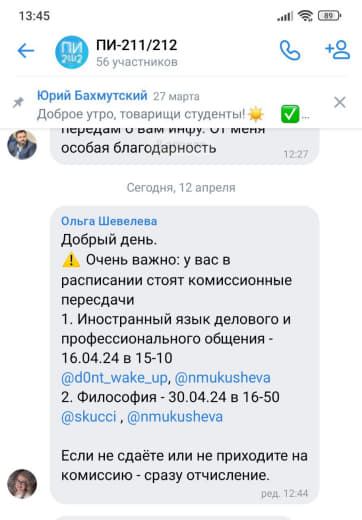 13:45
89
ПИ-211/212
56 участников
ПИ
211/2
Юрий Бахмутский 27 марта
Доброе утро, товарищи студенты!☀️ ✅...
передам о вам инфу. От меня
особая благодарность
12:27
Сегодня, 12 апреля
Ольга Шевелева
Добрый день.
⚠️ Очень важно: у вас в
расписании стоят комиссионные
пересдачи
1. Иностранный язык делового и
профессионального общения -
16.04.24 в 15-10
@d0nt_wake_up, @nmukusheva
2. Философия - 30.04.24 в 16-50
@skucci , @nmukusheva
Если не сдаёте или не приходите на
комиссию - сразу отчисление.
ред. 12:44